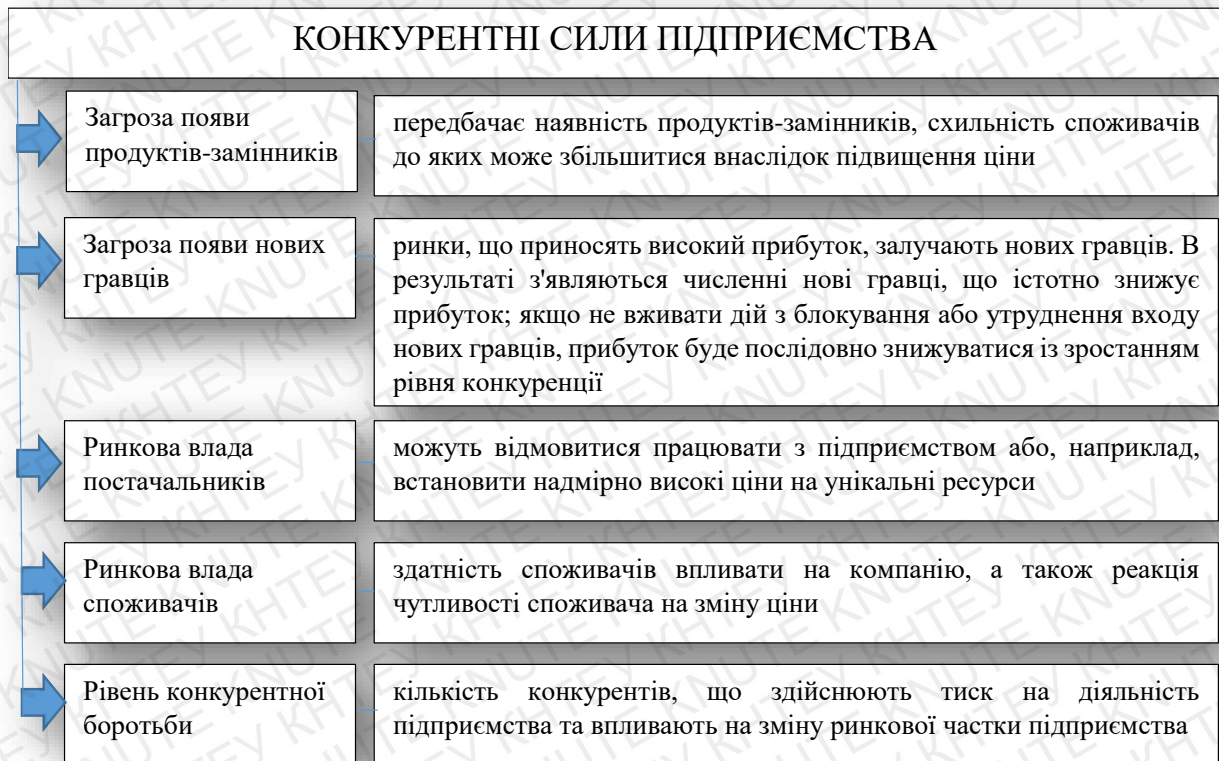 КОНКУРЕНТНІ СИЛИ ПІДПРИЄМСТВА
Загроза появи
продуктів-замінників
передбачає наявність продуктів-замінників, схильність споживачів
до яких може збільшитися внаслідок підвищення ціни
Загроза появи нових
гравців
ринки, що приносять високий прибуток, залучають нових гравців. В
результаті з'являються численні нові гравці, що істотно знижує
прибуток; якщо не вживати дій з блокування або утруднення входу
нових гравців, прибуток буде послідовно знижуватися із зростанням
рівня конкуренції
Ринкова влада
постачальників
можуть відмовитися працювати з підприємством або, наприклад,
встановити надмірно високі ціни на унікальні ресурси
Ринкова влада
споживачів
здатність споживачів впливати на компанію, а також реакція
чутливості споживача на зміну ціни
Рівень конкурентної
боротьби
кількість конкурентів, що здійснюють тиск на діяльність
підприємства та впливають на зміну ринкової частки підприємства